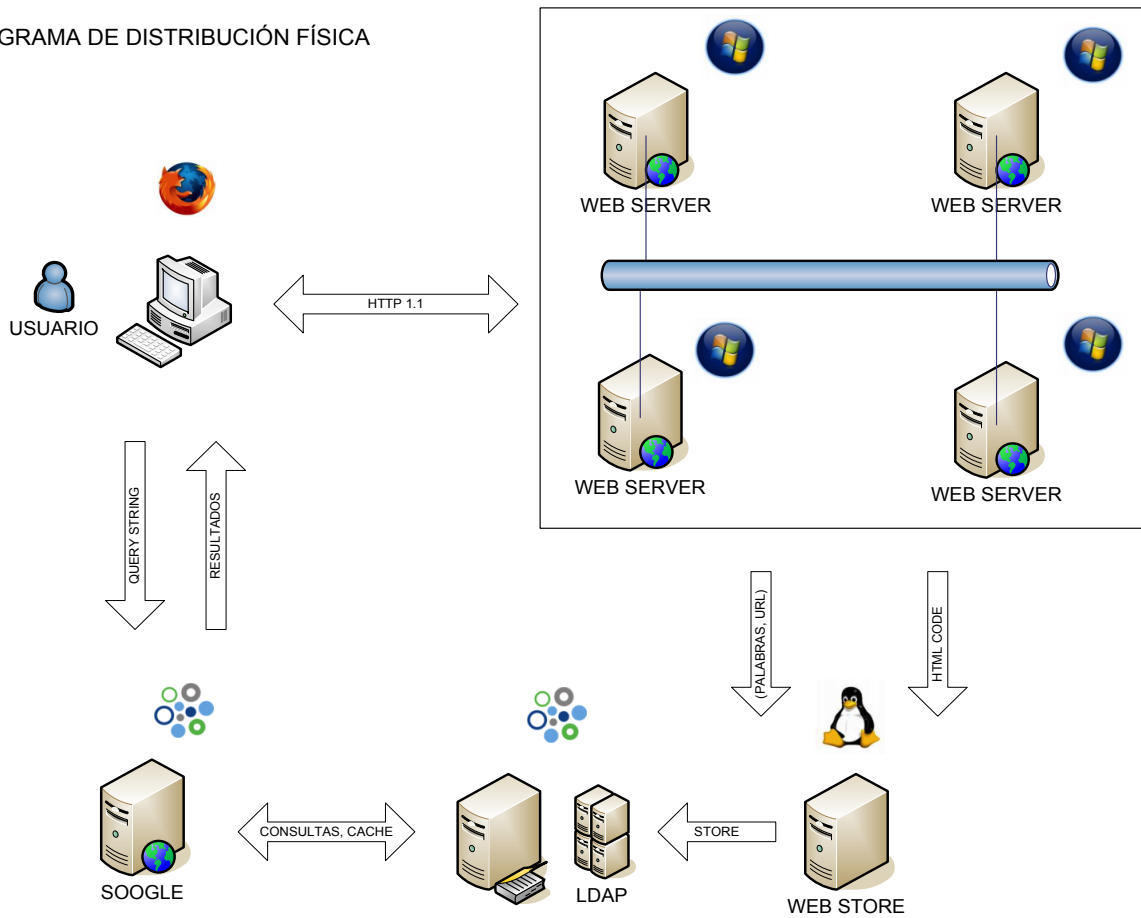 GRAMA DE DISTRIBUCIÓN FÍSICA
WEB SERVER
WEB SERVER
USUARIO
HTTP 1.1
WEB SERVER
WEB SERVER
QUERY STRING
RESULTADOS
(PALABRAS, URL)
HTML CODE
SOOGLE
CONSULTAS, CACHE
LDAP
STORE
WEB STORE